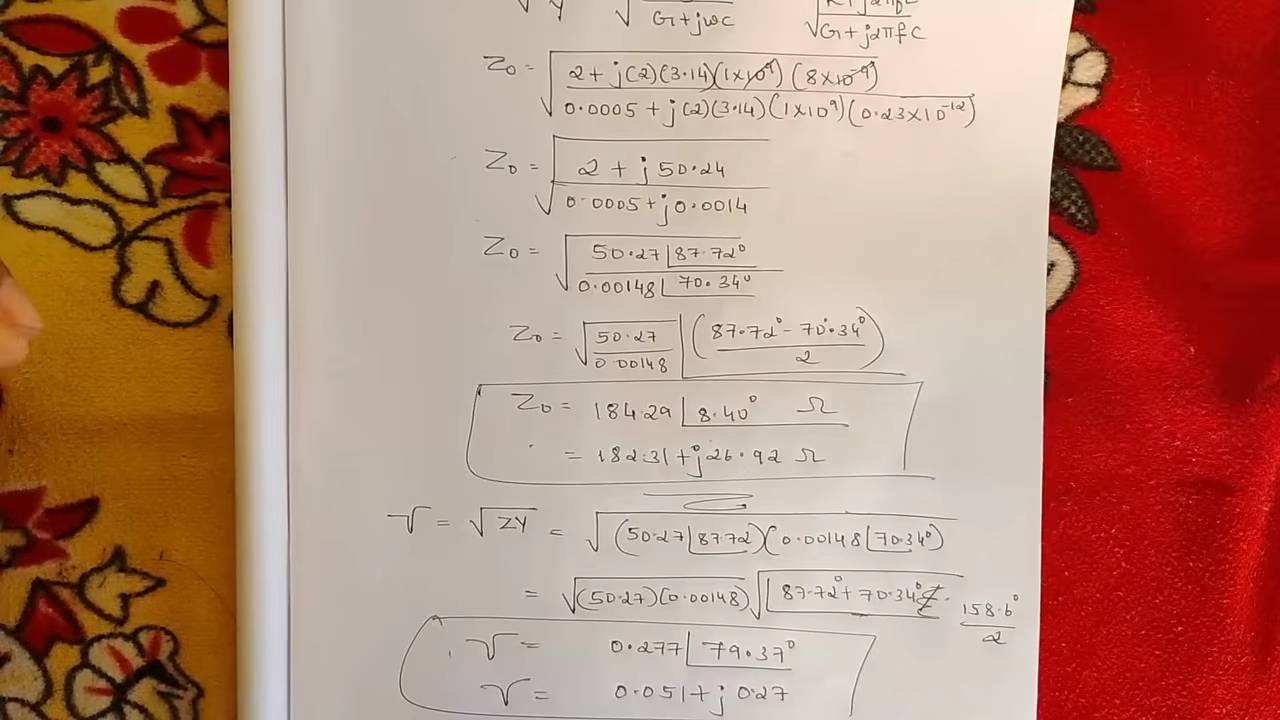 √Y √G+jωC √G+j2πfC
Z₀ = √(2 + j(2)(3.14)(1×10⁹)(8×10⁻⁹) / 0.0005 + j(2)(3.14)(1×10⁹)(0.23×10⁻¹²))
Z₀ = √(2 + j50.24 / 0.0005 + j0.0014)
Z₀ = √(50.27∠87.72° / 0.00148∠70.34°)
Z₀ = √(50.27 / 0.00148) ∠((87.72° - 70.34°) / 2)
Z₀ = 184.29∠8.40° Ω
= 182.31 + j26.92 Ω
γ = √ZY = √(50.27∠87.72)(0.00148∠70.34°)
= √(50.27)(0.00148) √∠87.72° + 70.34° 158.6° / 2
γ = 0.277∠79.37°
γ = 0.051 + j0.27